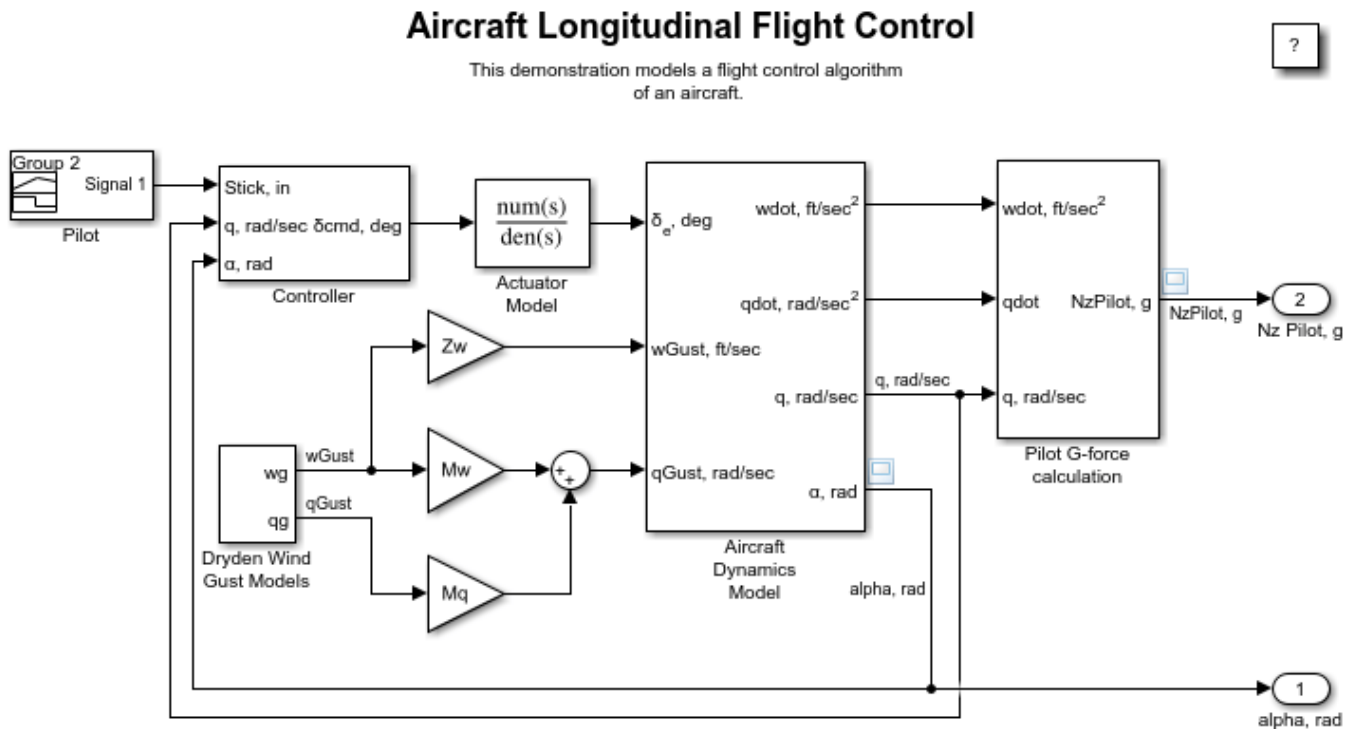 Aircraft Longitudinal Flight Control
?
This demonstration models a flight control algorithm
of an aircraft.
Group 2
Signal 1
Pilot
Stick, in
q, rad/sec δcmd, deg
α, rad
Controller
num(s)
den(s)
Actuator
Model
δe, deg
wdot, ft/sec²
qdot, rad/sec²
wGust, ft/sec
q, rad/sec
qGust, rad/sec
α, rad
Aircraft
Dynamics
Model
q, rad/sec
wdot, ft/sec²
qdot
NzPilot, g
q, rad/sec
Pilot G-force
calculation
NzPilot, g
2
Nz Pilot, g
Zw
Mw
Mq
+
+
wg
qg
wGust
qGust
Dryden Wind
Gust Models
alpha, rad
1
alpha, rad